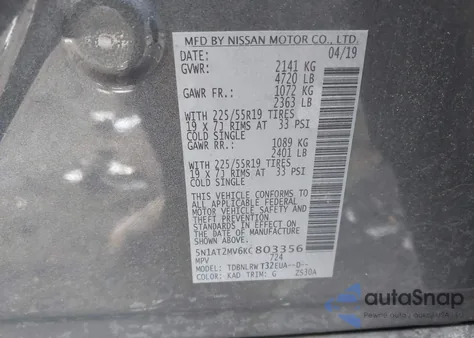 MFD BY NISSAN MOTOR CO., LTD.
DATE: 04/19
GVWR: 2141 KG
4720 LB
GAWR FR.: 1072 KG
2363 LB
WITH 225/55R19 TIRES
19 X 7J RIMS AT 33 PSI
COLD SINGLE
GAWR RR.: 1089 KG
2401 LB
WITH 225/55R19 TIRES
19 X 7J RIMS AT 33 PSI
COLD SINGLE
THIS VEHICLE CONFORMS TO
ALL APPLICABLE FEDERAL
MOTOR VEHICLE SAFETY AND
THEFT PREVENTION
STANDARDS IN EFFECT ON
THE DATE OF MANUFACTURE
SHOWN ABOVE.
5N1AT2MV6KC803356
MPV 724
MODEL: TDBNLRWT32EUA--D--
COLOR: KAD TRIM: G 2530A
autoSnap
Previously